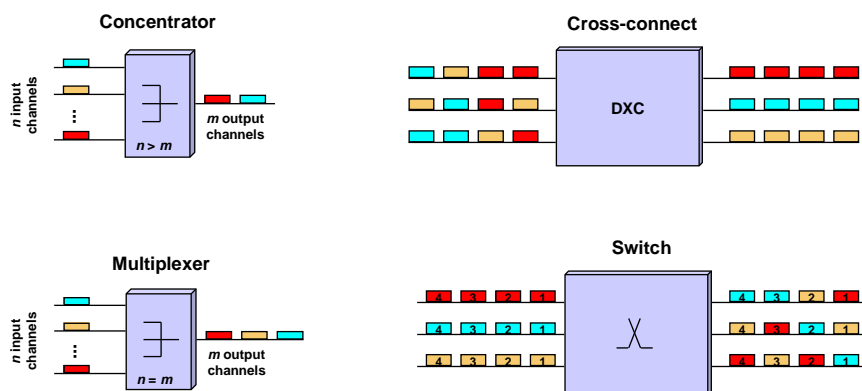 Concentrator
n input
channels
...
n > m
m output
channels
Cross-connect
DXC
Multiplexer
n input
channels
...
n = m
m output
channels
Switch
4 3 2 1 4 3 2 1
4 3 2 1 4 3 2 1
4 3 2 1 4 3 2 1